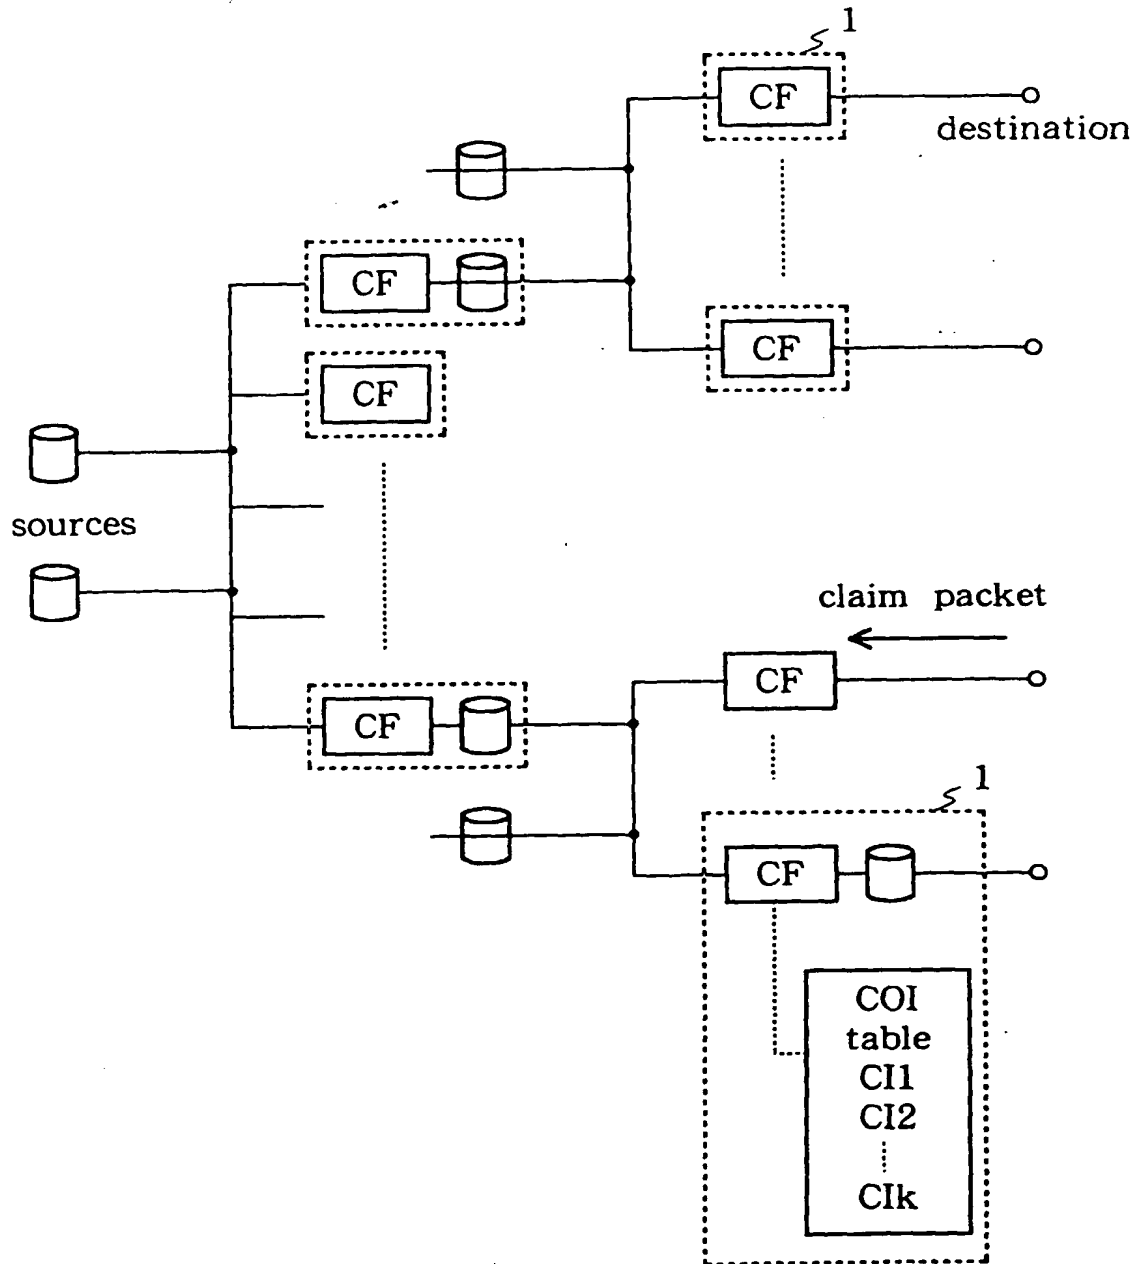 1
CF
destination
CF
CF
CF
sources
claim packet
CF
CF
1
CF
COI
table
CI1
CI2
CIk